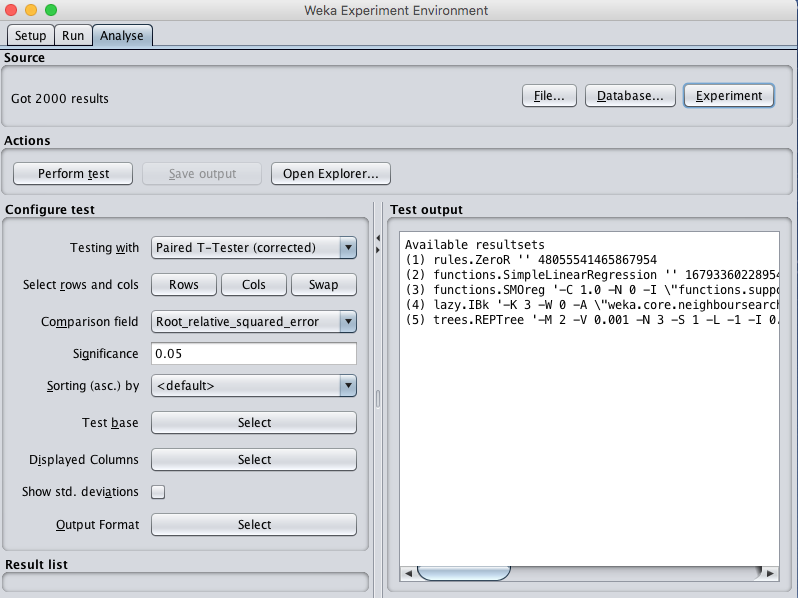 Weka Experiment Environment
Setup Run Analyse
Source
Got 2000 results
File... Database... Experiment
Actions
Perform test Save output Open Explorer...
Configure test
Testing with Paired T-Tester (corrected)
Select rows and cols Rows Cols Swap
Comparison field Root_relative_squared_error
Significance 0.05
Sorting (asc.) by <default>
Test base Select
Displayed Columns Select
Show std. deviations
Output Format Select
Result list
Test output
Available resultsets
(1) rules.ZeroR '' 48055541465867954
(2) functions.SimpleLinearRegression '' 16793360228954
(3) functions.SMOreg '-C 1.0 -N 0 -I \"functions.suppo
(4) lazy.IBk '-K 3 -W 0 -A \"weka.core.neighboursearch
(5) trees.REPTree '-M 2 -V 0.001 -N 3 -S 1 -L -1 -I 0.